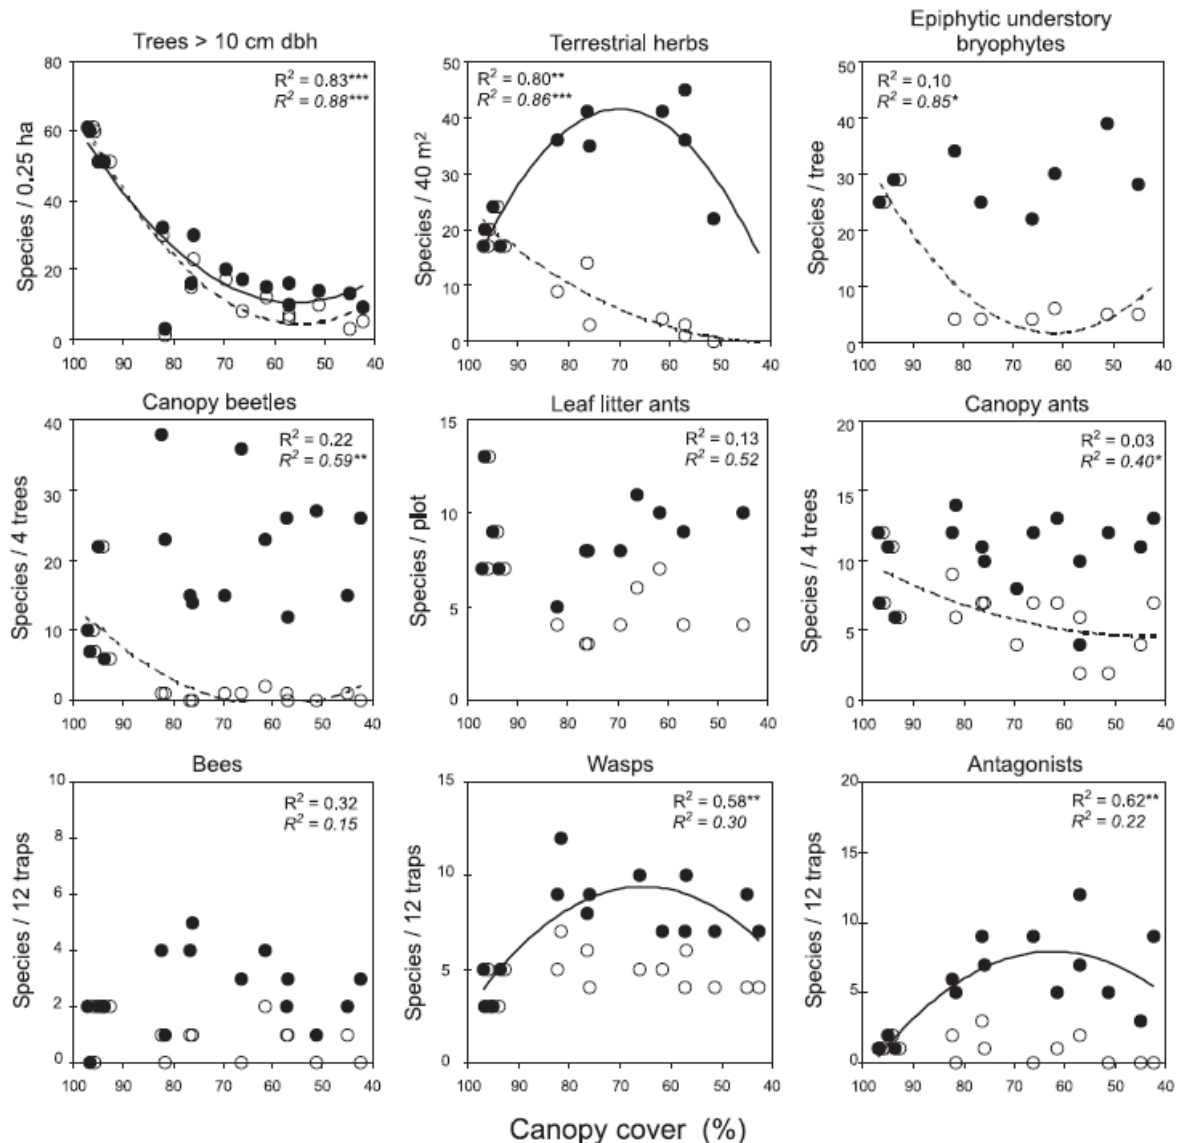 Trees > 10 cm dbh
R² = 0.83***
R² = 0.88***
Species / 0.25 ha
80
60
40
20
0
100 90 80 70 60 50 40
Terrestrial herbs
R² = 0.80**
R² = 0.86***
Species / 40 m²
50
40
30
20
10
0
100 90 80 70 60 50 40
Epiphytic understory
bryophytes
R² = 0.10
R² = 0.85*
Species / tree
50
40
30
20
10
0
100 90 80 70 60 50 40
Canopy beetles
R² = 0.22
R² = 0.59**
Species / 4 trees
40
30
20
10
0
100 90 80 70 60 50 40
Leaf litter ants
R² = 0.13
R² = 0.52
Species / plot
15
10
5
0
100 90 80 70 60 50 40
Canopy ants
R² = 0.03
R² = 0.40*
Species / 4 trees
20
15
10
5
0
100 90 80 70 60 50 40
Bees
R² = 0.32
R² = 0.15
Species / 12 traps
10
8
6
4
2
0
100 90 80 70 60 50 40
Wasps
R² = 0.58**
R² = 0.30
Species / 12 traps
15
10
5
0
100 90 80 70 60 50 40
Antagonists
R² = 0.62**
R² = 0.22
Species / 12 traps
20
15
10
5
0
100 90 80 70 60 50 40
Canopy cover (%)